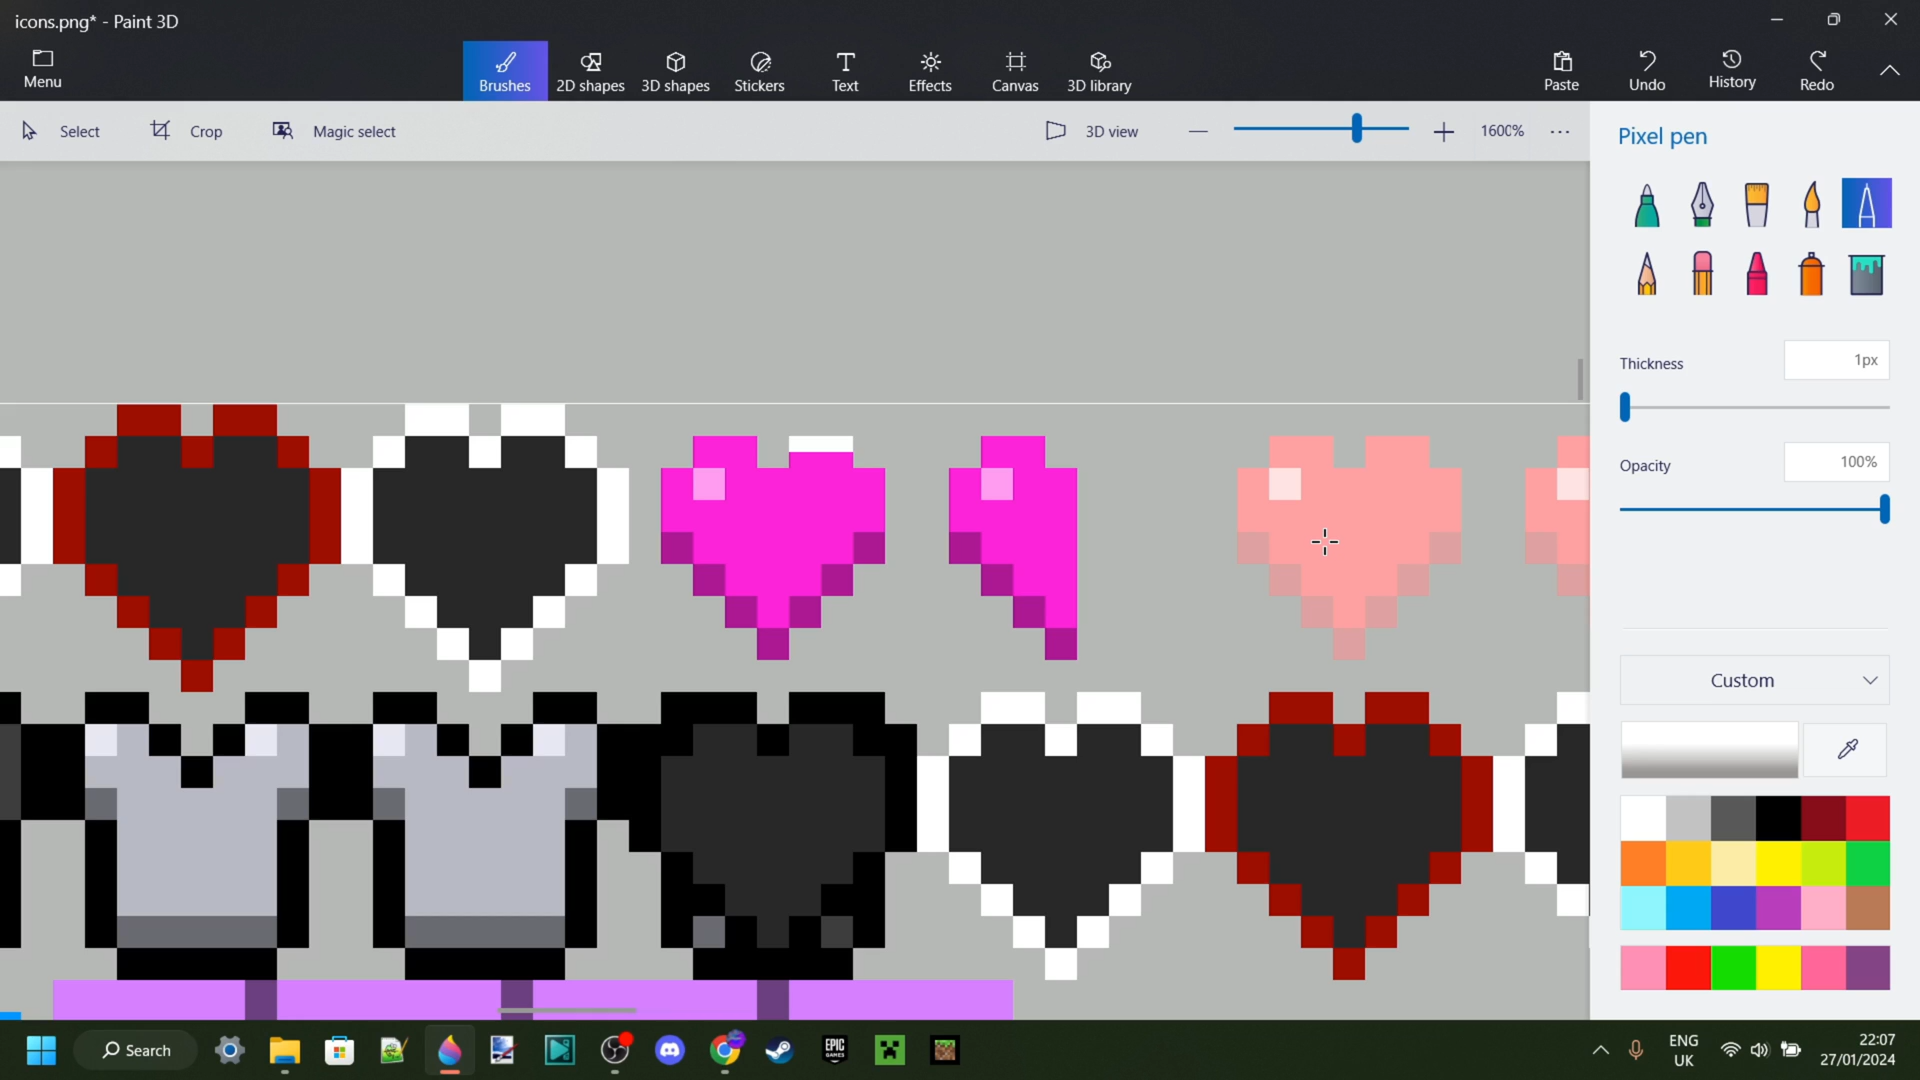 icons.png* - Paint 3D
Menu
Brushes
2D shapes
3D shapes
Stickers
Text
Effects
Canvas
3D library
Paste
Undo
History
Redo
Select
Crop
Magic select
3D view
1600%
Pixel pen
Thickness
1px
Opacity
100%
Custom
Search
EPIC
GAMES
ENG
UK
22:07
27/01/2024